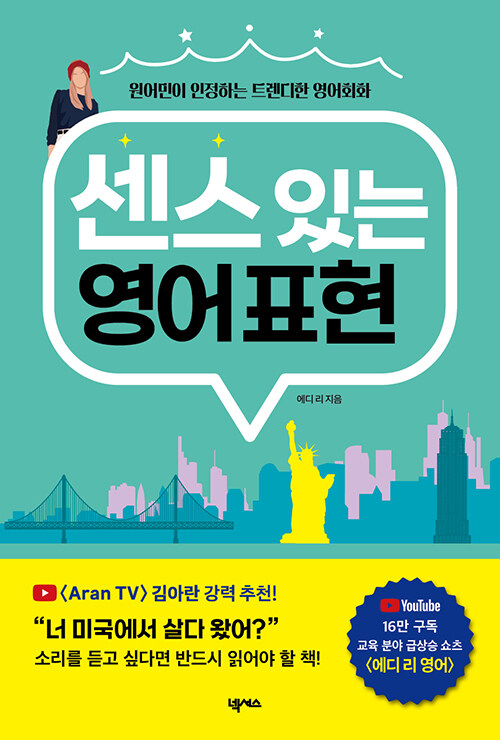 원어민이 인정하는 트렌디한 영어회화
센스 있는
영어 표현
에디 리 지음
〈Aran TV〉 김아란 강력 추천!
“너 미국에서 살다 왔어?”
소리를 듣고 싶다면 반드시 읽어야 할 책!
YouTube
16만 구독
교육 분야 급상승 쇼츠
〈에디 리 영어〉
넥서스